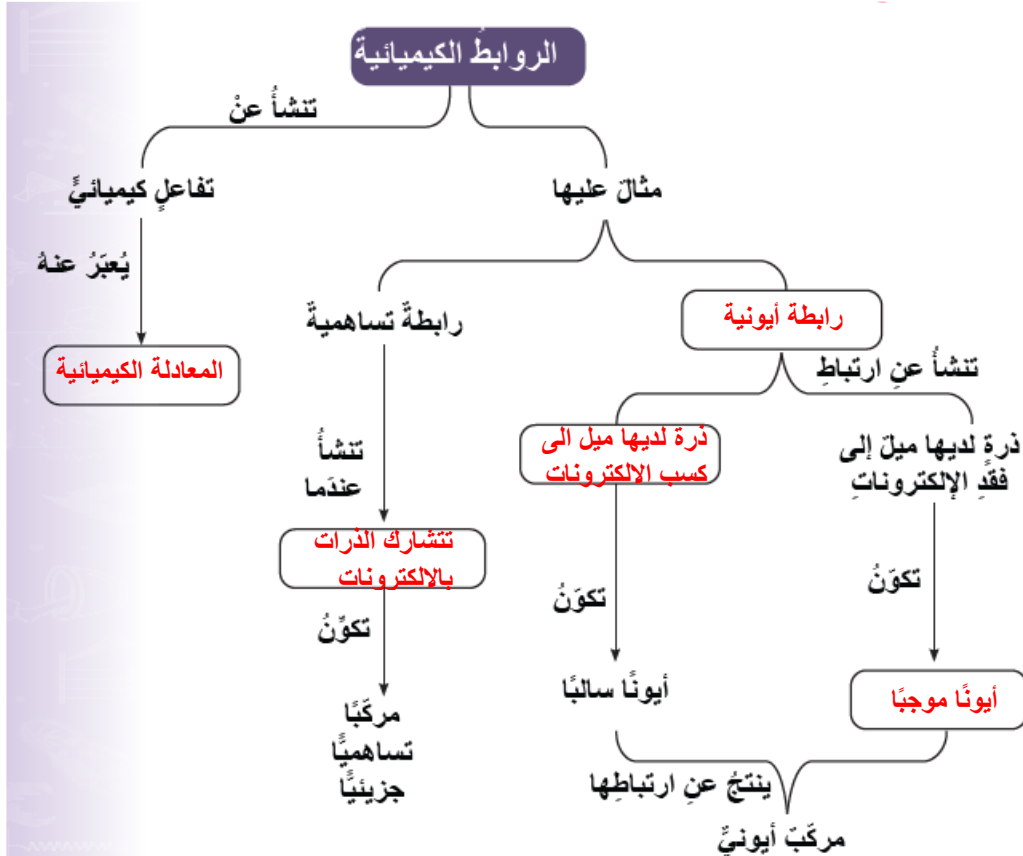 الروابطُ الكيميائية
تنشأُ عنْ
تفاعلٍ كيميائيٍّ
مثالٌ عليها
يُعبَّرُ عنهُ
المعادلة الكيميائية
رابطةٌ تساهميةٌ
رابطة أيونية
تنشأُ عنِ ارتباطِ
تنشأُ
عندَما
ذرة لديها ميل الى
كسب الالكترونات
ذرةٍ لديها ميلٌ إلى
فقدِ الإلكتروناتِ
تتشارك الذرات
بالالكترونات
تكوِّنُ
تكوّنُ
تكوّنُ
مركّبًا
تساهميًّا
جزيئيًّا
أيونًا سالبًا
أيونًا موجبًا
ينتجُ عنِ ارتباطِها
مركّبٌ أيونيٌّ